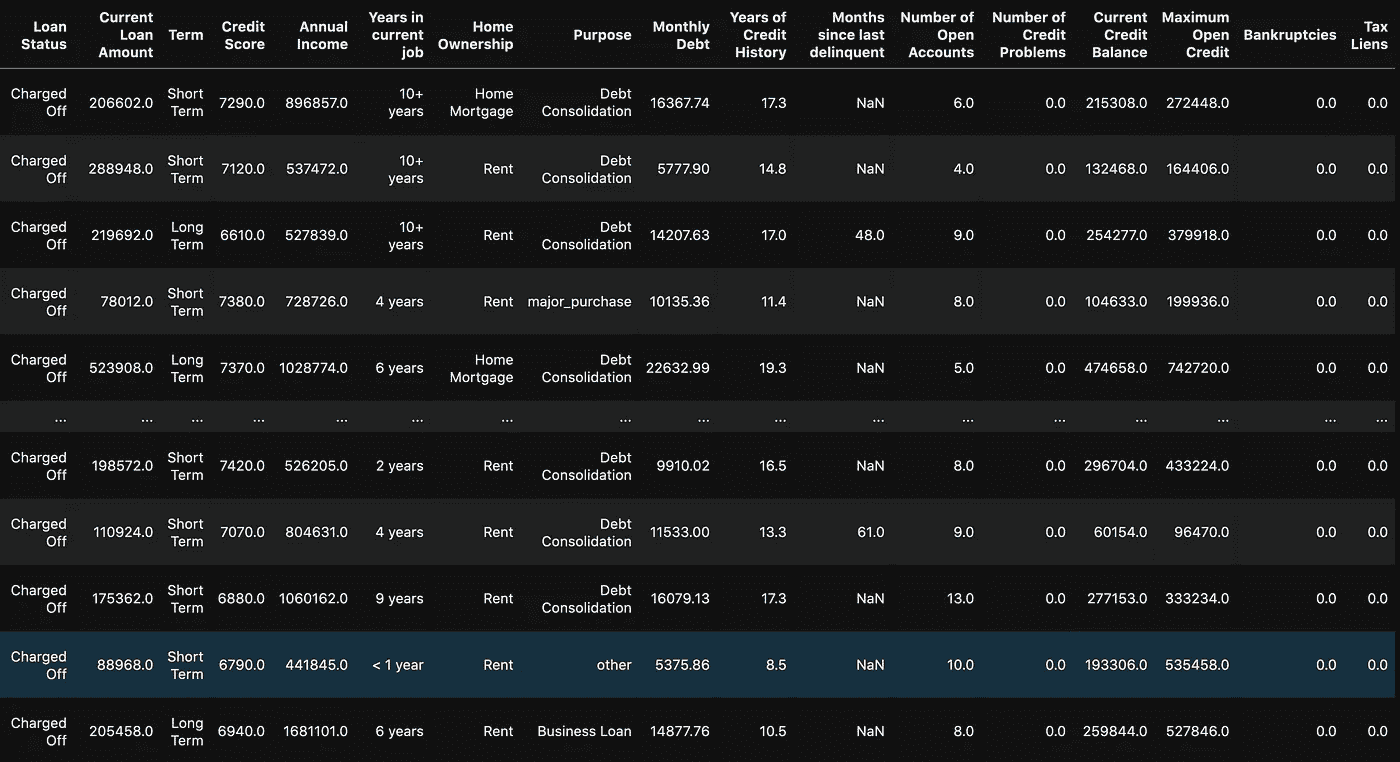 Loan Status Current Loan Amount Term Credit Score Annual Income Years in current job Home Ownership Purpose Monthly Debt Years of Credit History Months since last delinquent Number of Open Accounts Number of Credit Problems Current Credit Balance Maximum Open Credit Bankruptcies Tax Liens
Charged Off 206602.0 Short Term 7290.0 896857.0 10+ years Home Mortgage Debt Consolidation 16367.74 17.3 NaN 6.0 0.0 215308.0 272448.0 0.0 0.0
Charged Off 288948.0 Short Term 7120.0 537472.0 10+ years Rent Debt Consolidation 5777.90 14.8 NaN 4.0 0.0 132468.0 164406.0 0.0 0.0
Charged Off 219692.0 Long Term 6610.0 527839.0 10+ years Rent Debt Consolidation 14207.63 17.0 48.0 9.0 0.0 254277.0 379918.0 0.0 0.0
Charged Off 78012.0 Short Term 7380.0 728726.0 4 years Rent major_purchase 10135.36 11.4 NaN 8.0 0.0 104633.0 199936.0 0.0 0.0
Charged Off 523908.0 Long Term 7370.0 1028774.0 6 years Home Mortgage Debt Consolidation 22632.99 19.3 NaN 5.0 0.0 474658.0 742720.0 0.0 0.0
... ... ... ... ... ... ... ... ... ... ... ... ... ... ... ... ...
Charged Off 198572.0 Short Term 7420.0 526205.0 2 years Rent Debt Consolidation 9910.02 16.5 NaN 8.0 0.0 296704.0 433224.0 0.0 0.0
Charged Off 110924.0 Short Term 7070.0 804631.0 4 years Rent Debt Consolidation 11533.00 13.3 61.0 9.0 0.0 60154.0 96470.0 0.0 0.0
Charged Off 175362.0 Short Term 6880.0 1060162.0 9 years Rent Debt Consolidation 16079.13 17.3 NaN 13.0 0.0 277153.0 333234.0 0.0 0.0
Charged Off 88968.0 Short Term 6790.0 441845.0 < 1 year Rent other 5375.86 8.5 NaN 10.0 0.0 193306.0 535458.0 0.0 0.0
Charged Off 205458.0 Long Term 6940.0 1681101.0 6 years Rent Business Loan 14877.76 10.5 NaN 8.0 0.0 259844.0 527846.0 0.0 0.0